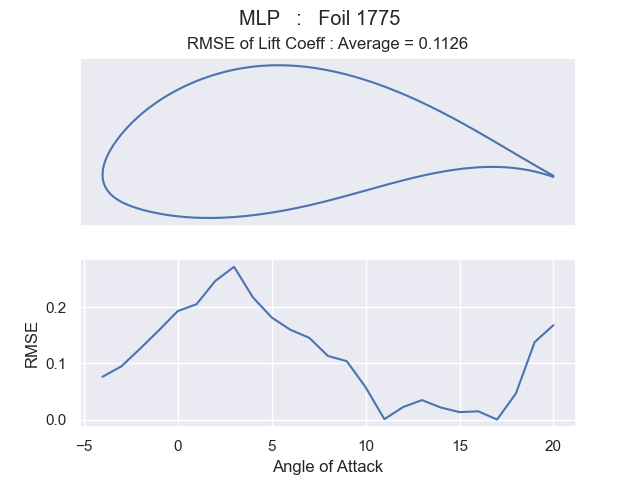 MLP : Foil 1775
RMSE of Lift Coeff : Average = 0.1126
RMSE
0.2
0.1
0.0
−5 0 5 10 15 20
Angle of Attack